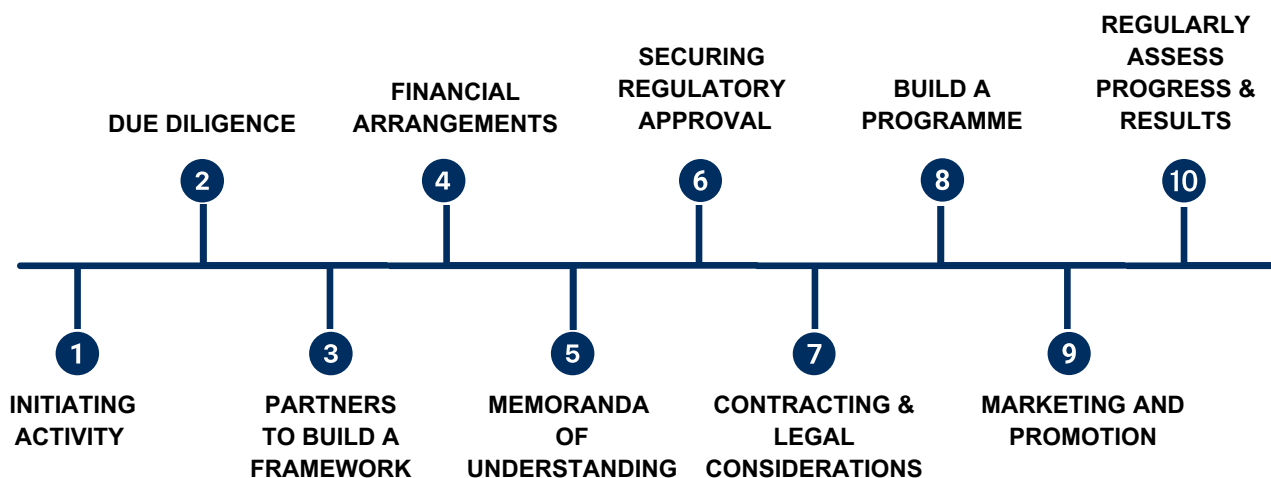 1
INITIATING
ACTIVITY
DUE DILIGENCE
2
3
PARTNERS
TO BUILD A
FRAMEWORK
FINANCIAL
ARRANGEMENTS
4
5
MEMORANDA
OF
UNDERSTANDING
SECURING
REGULATORY
APPROVAL
6
7
CONTRACTING &
LEGAL
CONSIDERATIONS
BUILD A
PROGRAMME
8
9
MARKETING AND
PROMOTION
REGULARLY
ASSESS
PROGRESS &
RESULTS
10